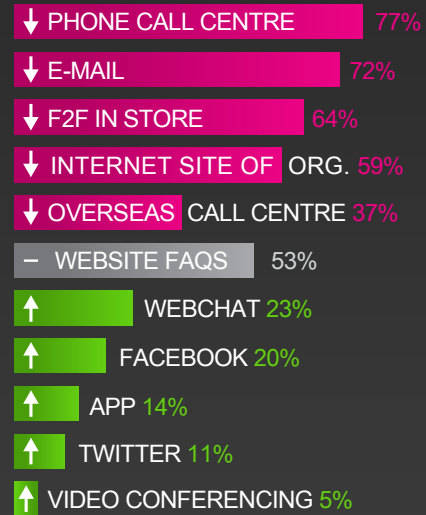 ↓ PHONE CALL CENTRE 77%
↓ E-MAIL 72%
↓ F2F IN STORE 64%
↓ INTERNET SITE OF ORG. 59%
↓ OVERSEAS CALL CENTRE 37%
– WEBSITE FAQS 53%
↑ WEBCHAT 23%
↑ FACEBOOK 20%
↑ APP 14%
↑ TWITTER 11%
↑ VIDEO CONFERENCING 5%